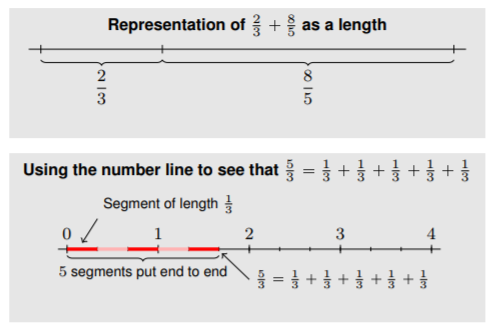 Representation of 2/3 + 8/5 as a length
2/3 8/5
Using the number line to see that 5/3 = 1/3 + 1/3 + 1/3 + 1/3 + 1/3
Segment of length 1/3
0 1 2 3 4
5 segments put end to end
5/3 = 1/3 + 1/3 + 1/3 + 1/3 + 1/3